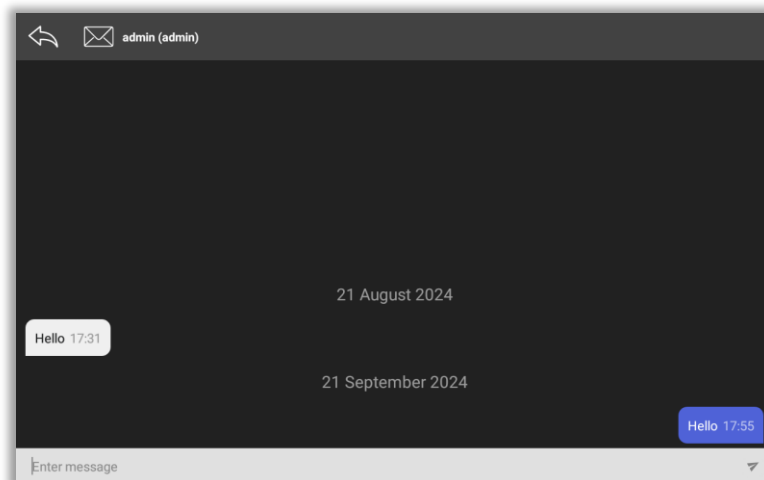 admin (admin)
21 August 2024
Hello 17:31
21 September 2024
Hello 17:55
Enter message